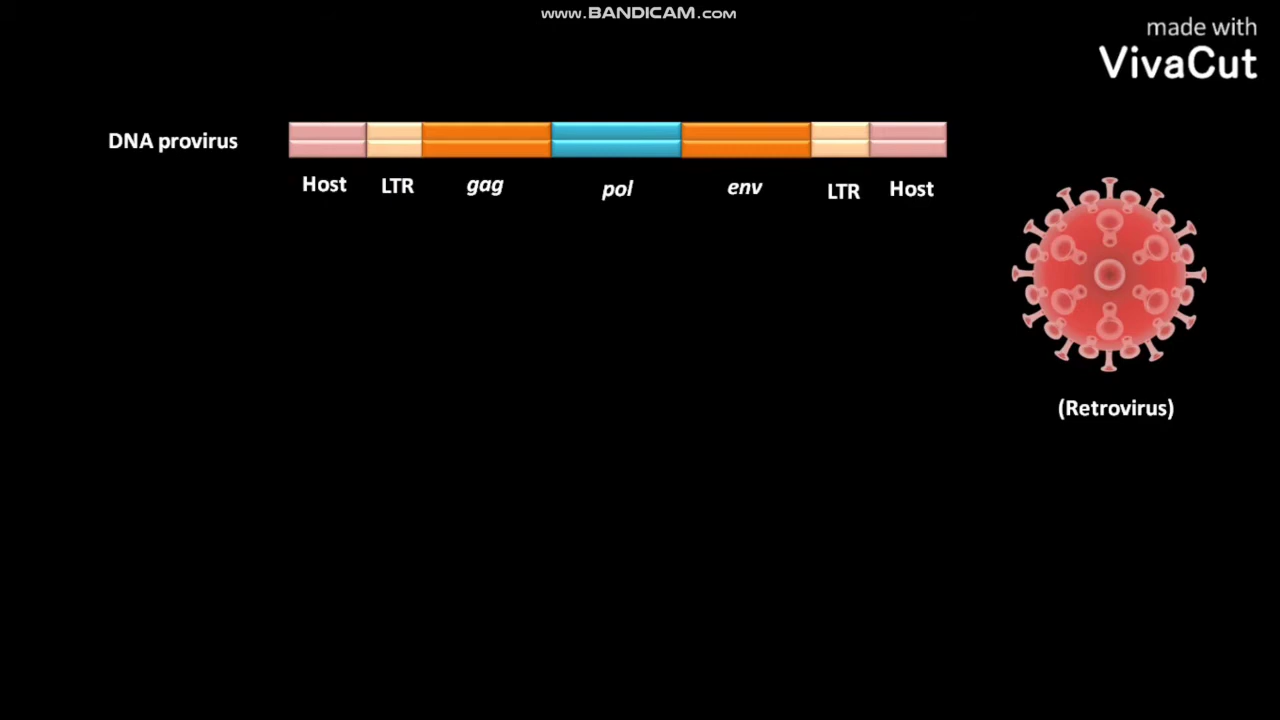 www.BANDICAM.com
made with
VivaCut
DNA provirus
Host LTR gag pol env LTR Host
(Retrovirus)